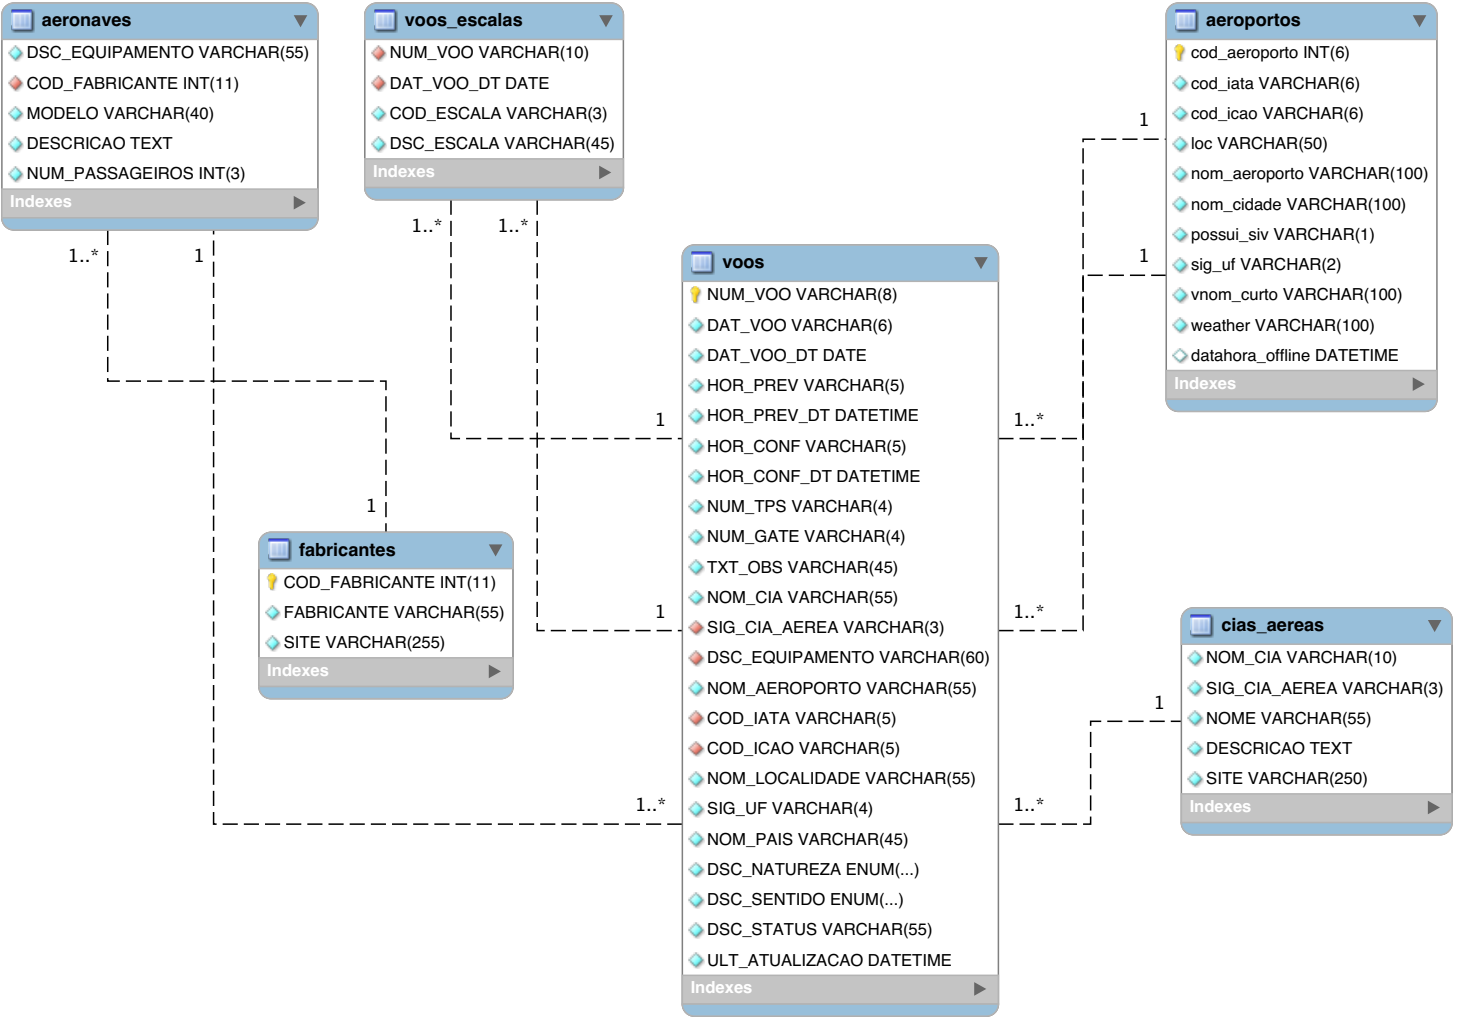 aeronaves
DSC_EQUIPAMENTO VARCHAR(55)
COD_FABRICANTE INT(11)
MODELO VARCHAR(40)
DESCRICAO TEXT
NUM_PASSAGEIROS INT(3)
Indexes
voos_escalas
NUM_VOO VARCHAR(10)
DAT_VOO_DT DATE
COD_ESCALA VARCHAR(3)
DSC_ESCALA VARCHAR(45)
Indexes
aeroportos
cod_aeroporto INT(6)
cod_iata VARCHAR(6)
cod_icao VARCHAR(6)
loc VARCHAR(50)
nom_aeroporto VARCHAR(100)
nom_cidade VARCHAR(100)
possui_siv VARCHAR(1)
sig_uf VARCHAR(2)
vnom_curto VARCHAR(100)
weather VARCHAR(100)
datahora_offline DATETIME
Indexes
1..*
1
1..*
1..*
1
1
voos
NUM_VOO VARCHAR(8)
DAT_VOO VARCHAR(6)
DAT_VOO_DT DATE
HOR_PREV VARCHAR(5)
HOR_PREV_DT DATETIME
HOR_CONF VARCHAR(5)
HOR_CONF_DT DATETIME
NUM_TPS VARCHAR(4)
NUM_GATE VARCHAR(4)
TXT_OBS VARCHAR(45)
NOM_CIA VARCHAR(55)
SIG_CIA_AEREA VARCHAR(3)
DSC_EQUIPAMENTO VARCHAR(60)
NOM_AEROPORTO VARCHAR(55)
COD_IATA VARCHAR(5)
COD_ICAO VARCHAR(5)
NOM_LOCALIDADE VARCHAR(55)
SIG_UF VARCHAR(4)
NOM_PAIS VARCHAR(45)
DSC_NATUREZA ENUM(...)
DSC_SENTIDO ENUM(...)
DSC_STATUS VARCHAR(55)
ULT_ATUALIZACAO DATETIME
Indexes
1
1..*
1
1
1..*
1..*
1..*
1
fabricantes
COD_FABRICANTE INT(11)
FABRICANTE VARCHAR(55)
SITE VARCHAR(255)
Indexes
cias_aereas
NOM_CIA VARCHAR(10)
SIG_CIA_AEREA VARCHAR(3)
NOME VARCHAR(55)
DESCRICAO TEXT
SITE VARCHAR(250)
Indexes